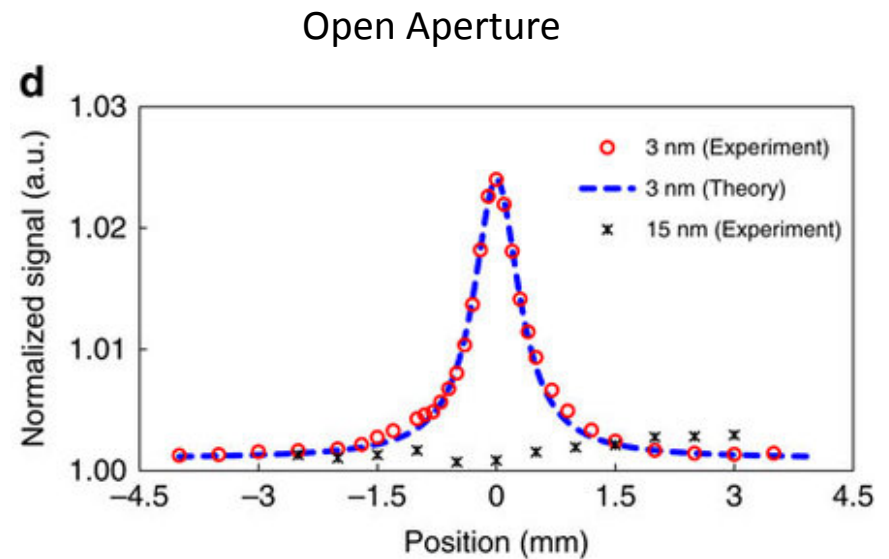 Open Aperture
d
1.03
1.02
1.01
1.00
Normalized signal (a.u.)
3 nm (Experiment)
3 nm (Theory)
15 nm (Experiment)
−4.5 −3 −1.5 0 1.5 3 4.5
Position (mm)